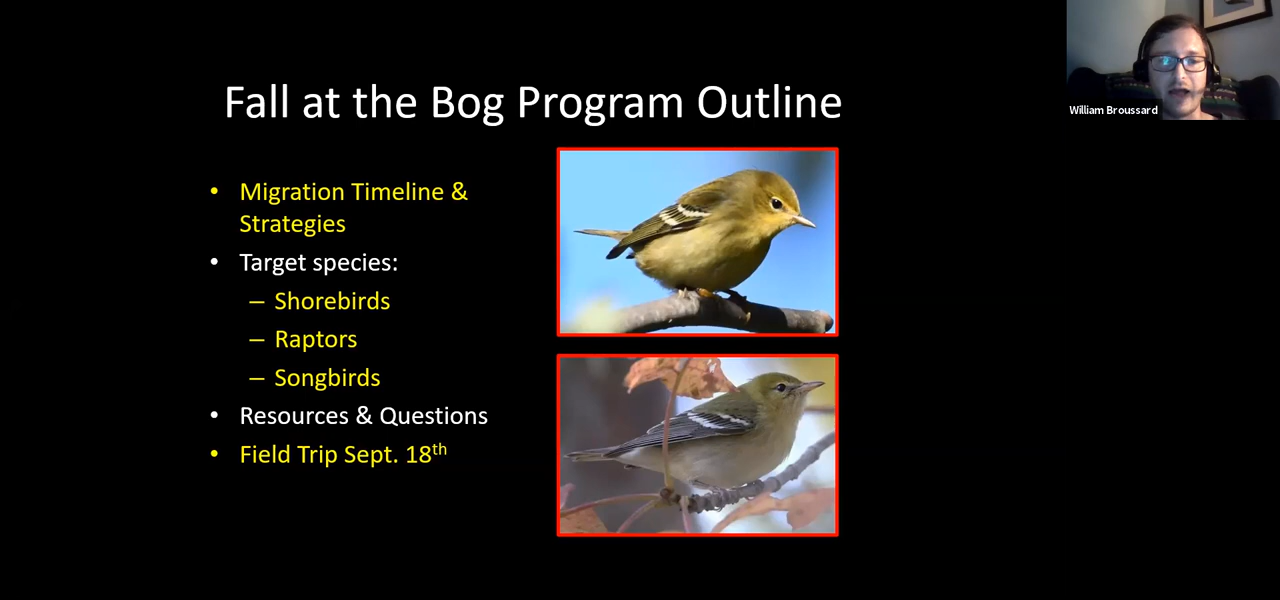 Fall at the Bog Program Outline
• Migration Timeline &
Strategies
• Target species:
– Shorebirds
– Raptors
– Songbirds
• Resources & Questions
• Field Trip Sept. 18th
William Broussard